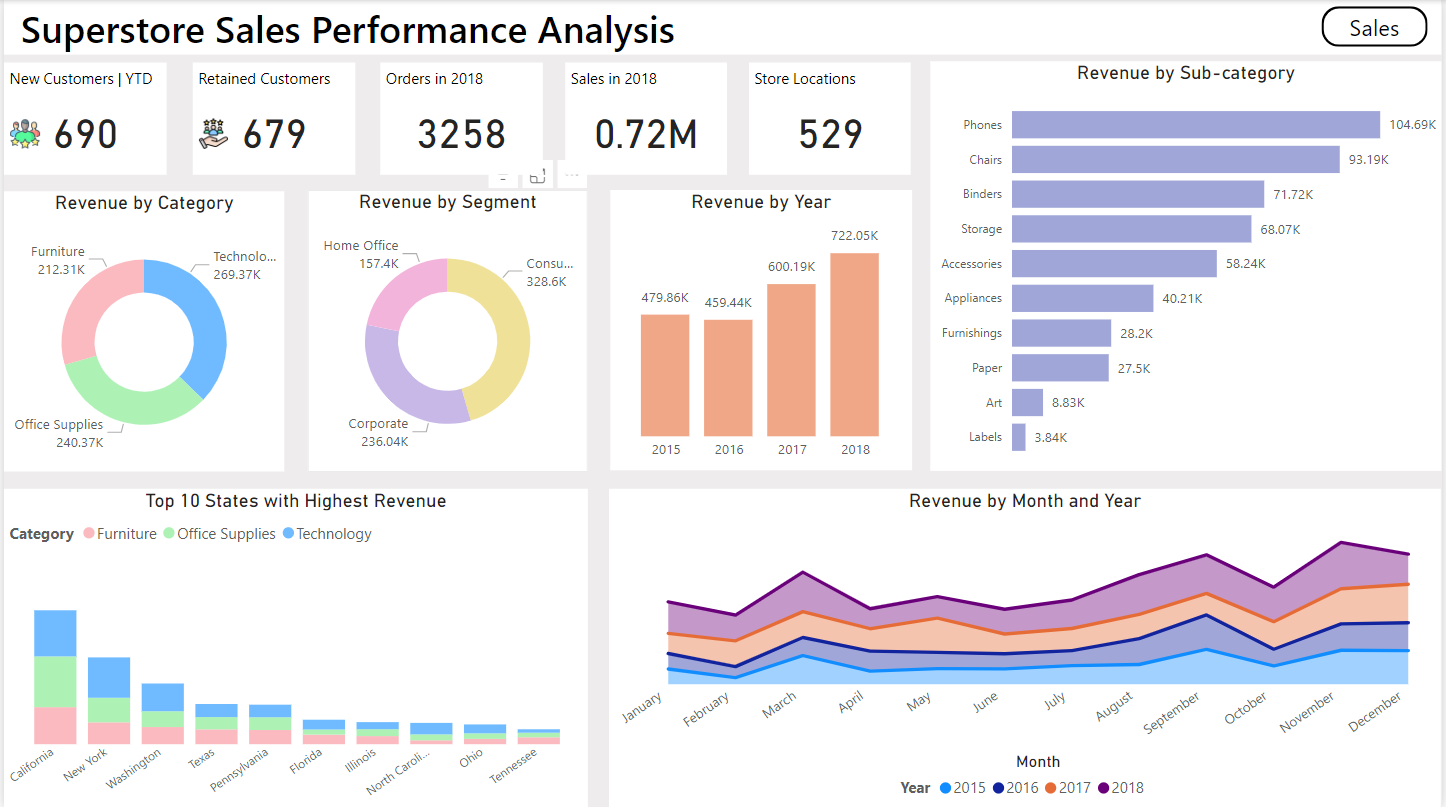 Superstore Sales Performance Analysis
Sales
New Customers | YTD
690
Retained Customers
679
Orders in 2018
3258
Sales in 2018
0.72M
Store Locations
529
Revenue by Category
Furniture
212.31K
Technolo...
269.37K
Office Supplies
240.37K
Revenue by Segment
Home Office
157.4K
Consu...
328.6K
Corporate
236.04K
Revenue by Year
479.86K
459.44K
600.19K
722.05K
2015 2016 2017 2018
Revenue by Sub-category
Phones 104.69K
Chairs 93.19K
Binders 71.72K
Storage 68.07K
Accessories 58.24K
Appliances 40.21K
Furnishings 28.2K
Paper 27.5K
Art 8.83K
Labels 3.84K
Top 10 States with Highest Revenue
Category Furniture Office Supplies Technology
California New York Washington Texas Pennsylvania Florida Illinois North Caroli... Ohio Tennessee
Revenue by Month and Year
January February March April May June July August September October November December
Month
Year 2015 2016 2017 2018